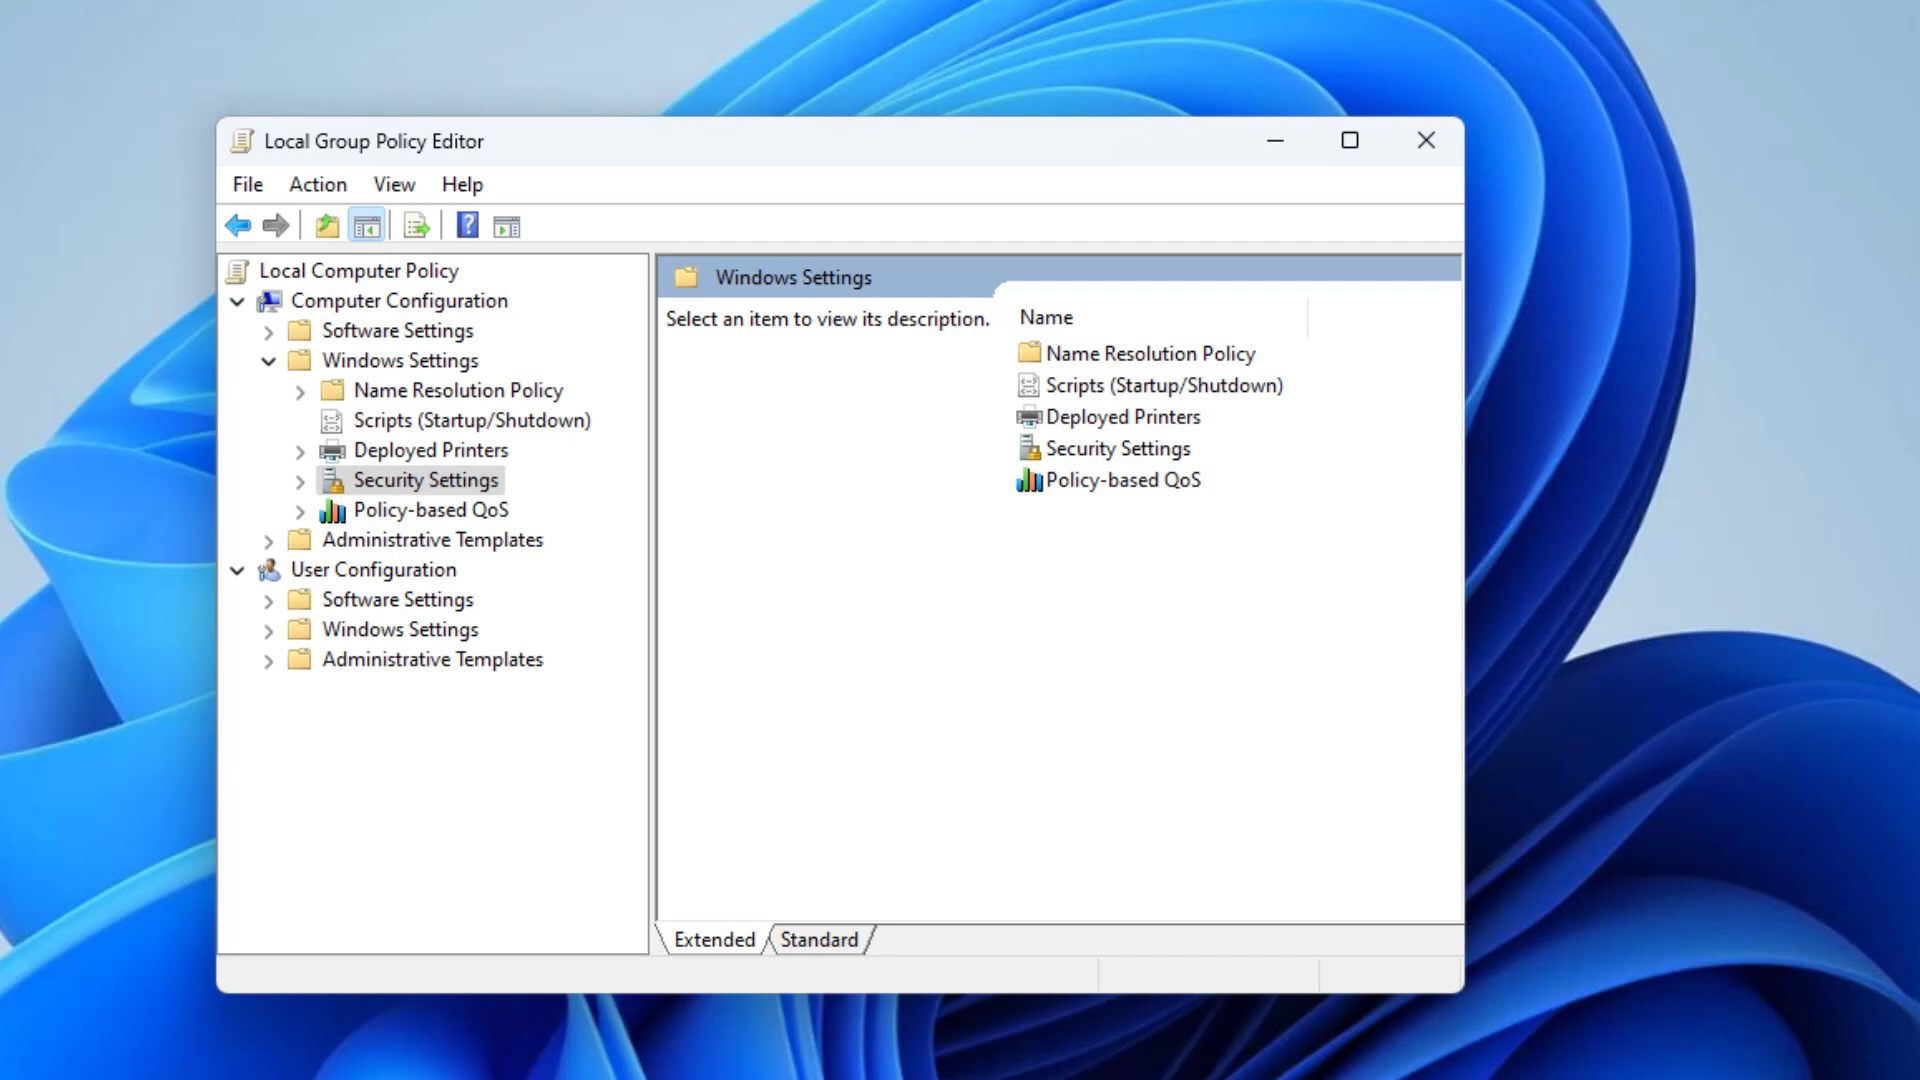 Local Group Policy Editor
File Action View Help
Local Computer Policy
Computer Configuration
Software Settings
Windows Settings
Name Resolution Policy
Scripts (Startup/Shutdown)
Deployed Printers
Security Settings
Policy-based QoS
Administrative Templates
User Configuration
Software Settings
Windows Settings
Administrative Templates
Windows Settings
Select an item to view its description.
Name
Name Resolution Policy
Scripts (Startup/Shutdown)
Deployed Printers
Security Settings
Policy-based QoS
Extended Standard